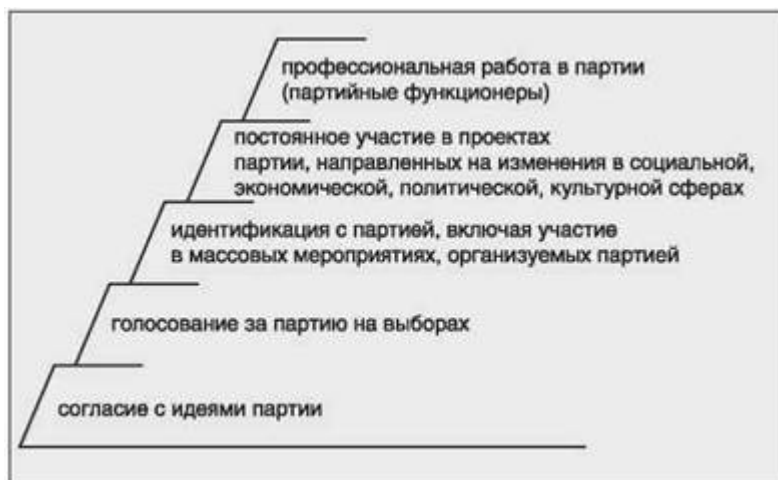 профессиональная работа в партии
(партийные функционеры)
постоянное участие в проектах
партии, направленных на изменения в социальной,
экономической, политической, культурной сферах
идентификация с партией, включая участие
в массовых мероприятиях, организуемых партией
голосование за партию на выборах
согласие с идеями партии